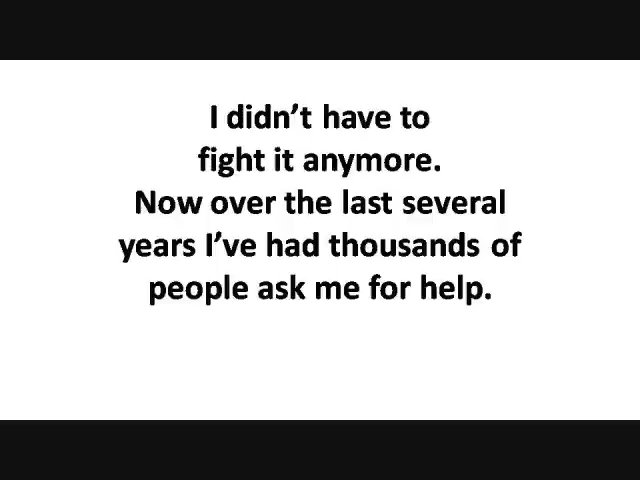 I didn’t have to
fight it anymore.
Now over the last several
years I’ve had thousands of
people ask me for help.